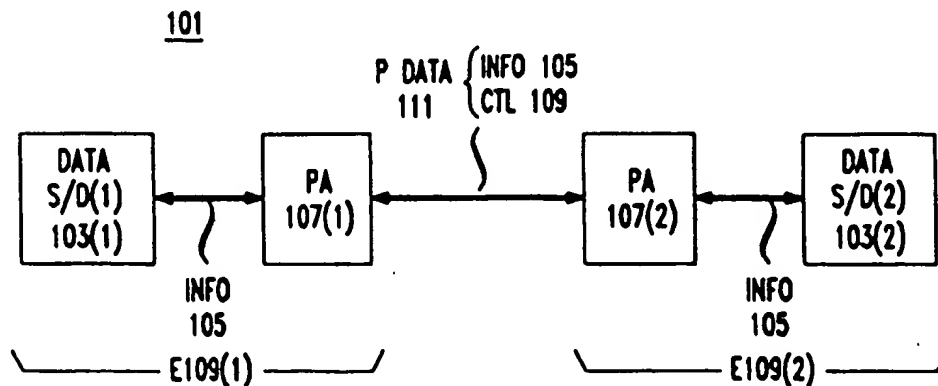 101
P DATA
111
INFO 105
CTL 109
DATA
S/D(1)
103(1)
PA
107(1)
PA
107(2)
DATA
S/D(2)
103(2)
INFO
105
INFO
105
E109(1)
E109(2)